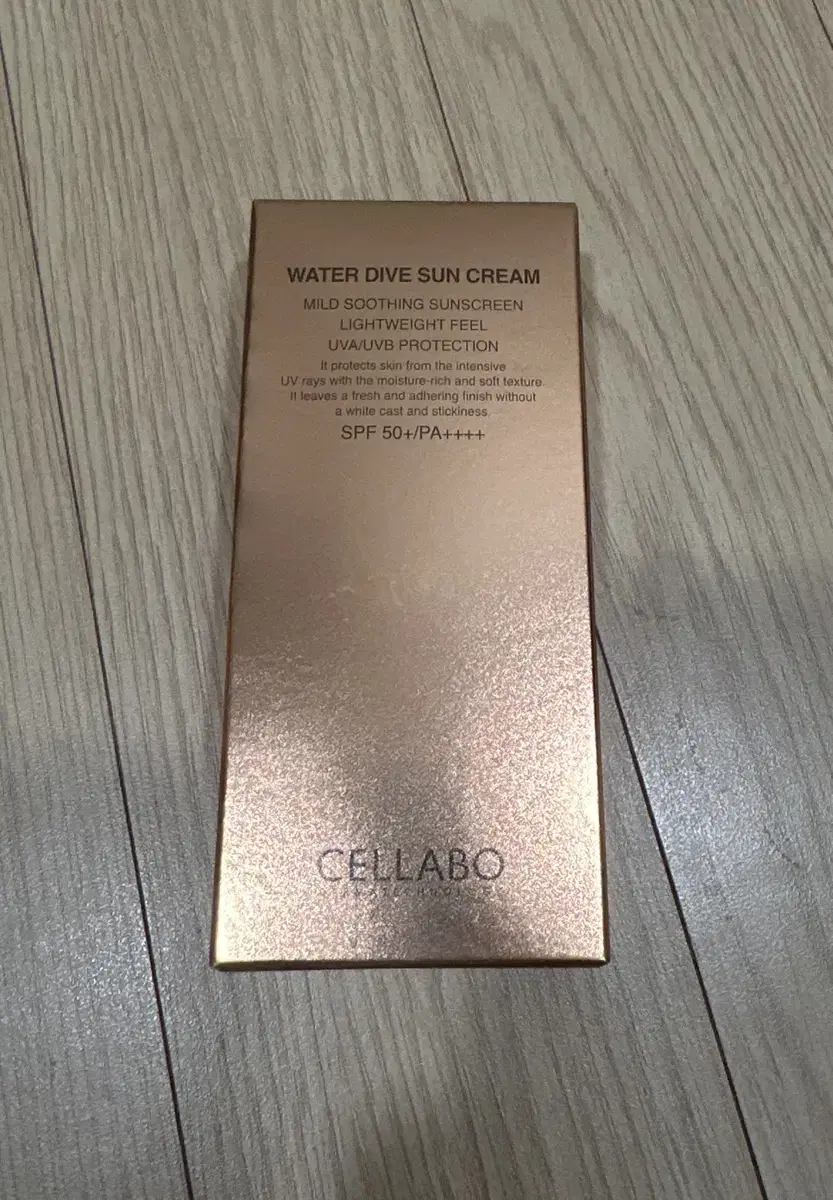 WATER DIVE SUN CREAM
MILD SOOTHING SUNSCREEN
LIGHTWEIGHT FEEL
UVA/UVB PROTECTION
It protects skin from the intensive
UV rays with the moisture-rich and soft texture.
It leaves a fresh and adhering finish without
a white cast and stickiness.
SPF 50+/PA++++
CELLABO